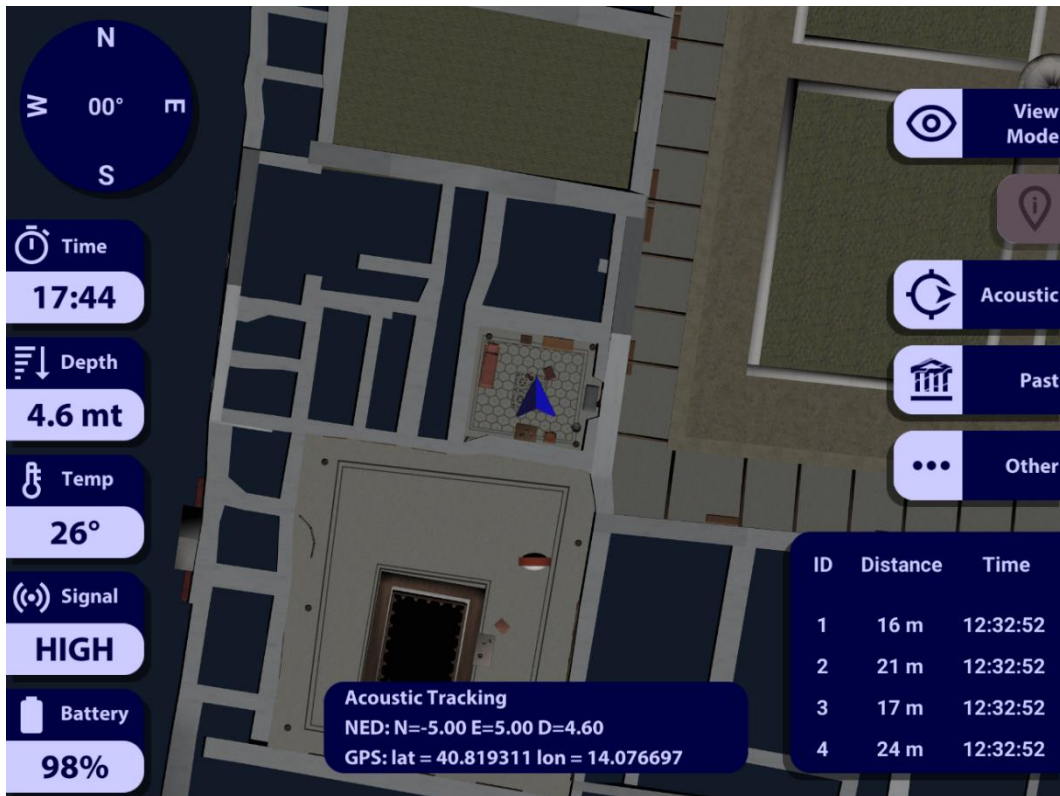 N
W 00° E
S
Time
17:44
Depth
4.6 mt
Temp
26°
Signal
HIGH
Battery
98%
View
Mode
i
Acoustic
Past
Other
ID Distance Time
1 16 m 12:32:52
2 21 m 12:32:52
3 17 m 12:32:52
4 24 m 12:32:52
Acoustic Tracking
NED: N=-5.00 E=5.00 D=4.60
GPS: lat = 40.819311 lon = 14.076697